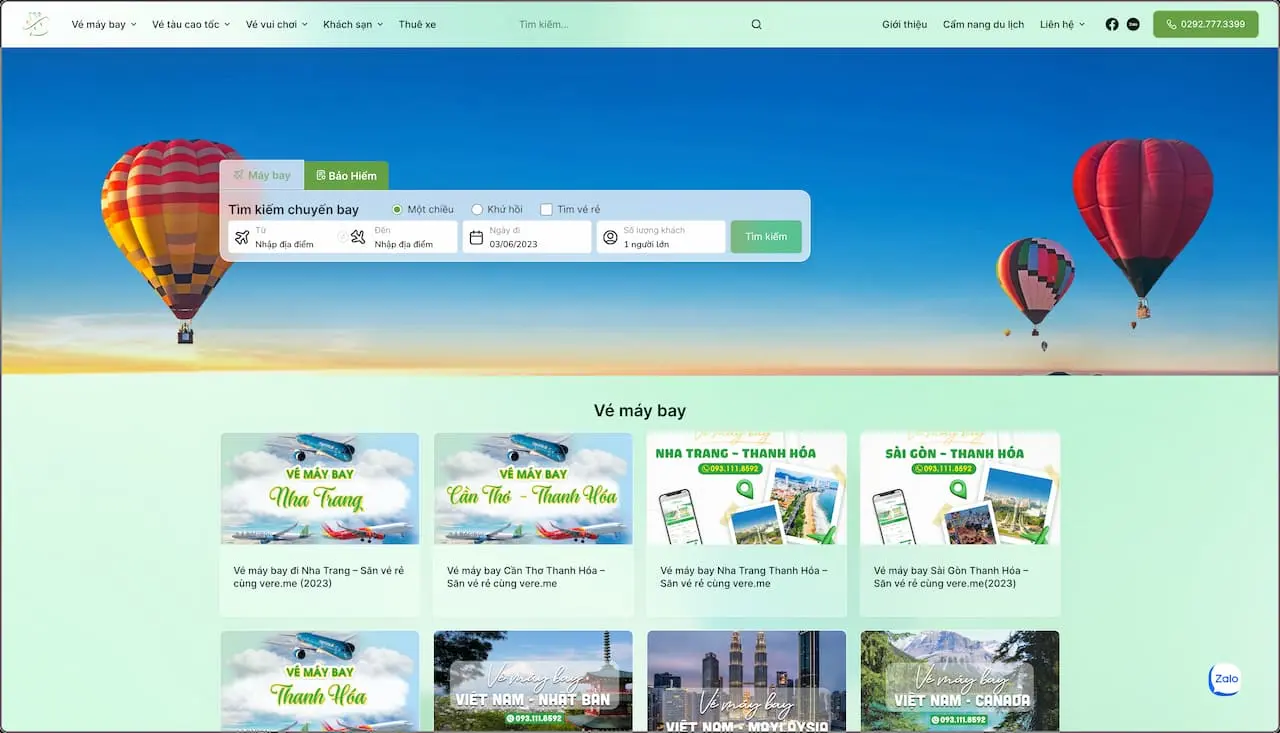 Vé máy bay
Vé tàu cao tốc
Vé vui chơi
Khách sạn
Thuê xe
Tìm kiếm...
Giới thiệu
Cẩm nang du lịch
Liên hệ
Zalo
0292.777.3399
Máy bay
Bảo Hiểm
Tìm kiếm chuyến bay
Một chiều
Khứ hồi
Tìm vé rẻ
Từ
Nhập địa điểm
Đến
Nhập địa điểm
Ngày đi
03/06/2023
Số lượng khách
1 người lớn
Tìm kiếm
Vé máy bay
VÉ MÁY BAY
Nha Trang
Vé máy bay đi Nha Trang – Săn vé rẻ
cùng vere.me (2023)
VÉ MÁY BAY
Cần Thơ - Thanh Hóa
Vé máy bay Cần Thơ Thanh Hóa –
Săn vé rẻ cùng vere.me
Vé máy bay
NHA TRANG - THANH HÓA
093.111.8592
Vé máy bay Nha Trang Thanh Hóa –
Săn vé rẻ cùng vere.me
Vé máy bay
SÀI GÒN - THANH HÓA
093.111.8592
Vé máy bay Sài Gòn Thanh Hóa –
Săn vé rẻ cùng vere.me(2023)
VÉ MÁY BAY
Thanh Hóa
Vé máy bay
VIỆT NAM - NHẬT BẢN
093.111.8592
Vé máy bay
VIỆT NAM - MAYLAYSIA
Vé máy bay
VIỆT NAM - CANADA
093.111.8592
Zalo